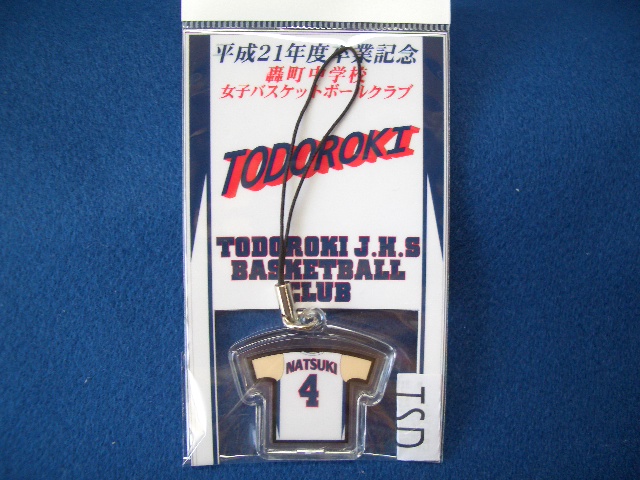 平成21年度卒業記念
轟町中学校
女子バスケットボールクラブ
TODOROKI
TODOROKI J.H.S
BASKETBALL
CLUB
NATSUKI
4
TSD